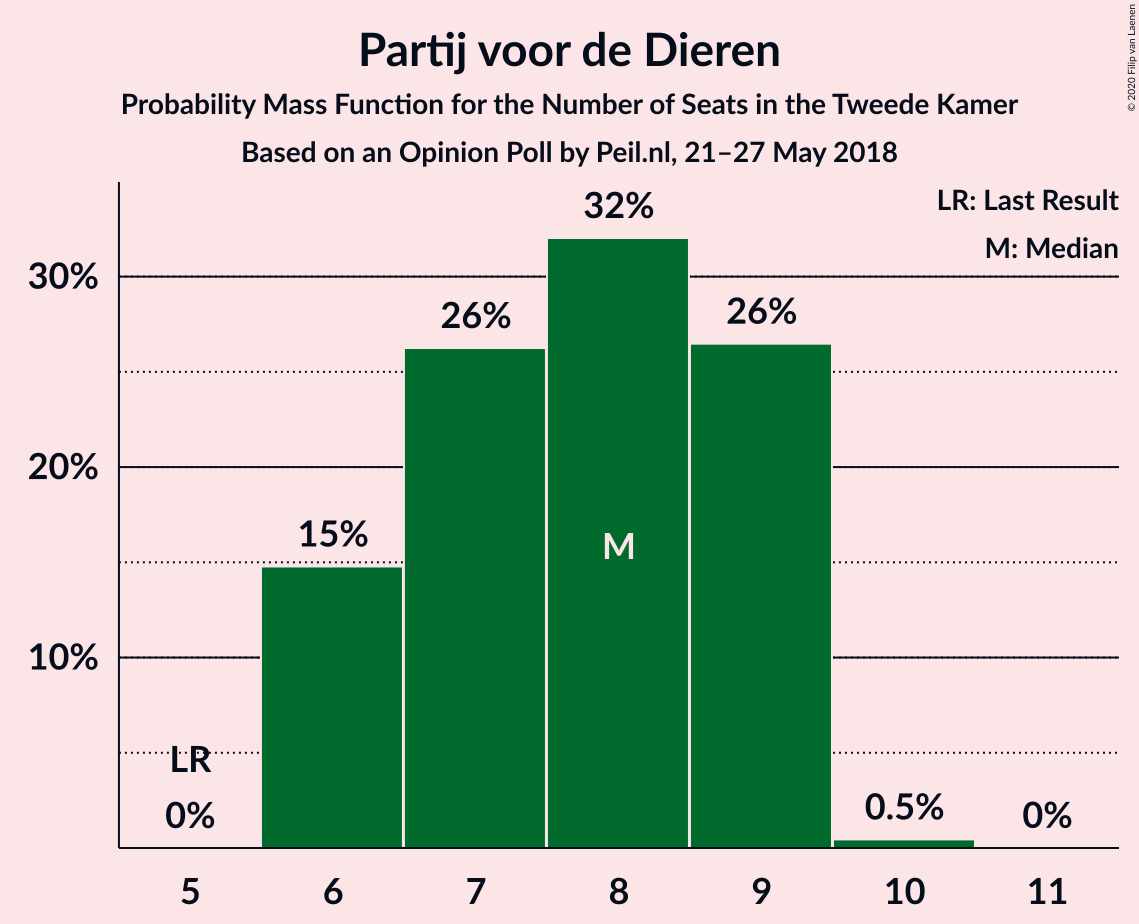 Partij voor de Dieren
Probability Mass Function for the Number of Seats in the Tweede Kamer
Based on an Opinion Poll by Peil.nl, 21–27 May 2018
© 2020 Filip van Laenen
LR: Last Result
M: Median
32%
30%
26%
26%
20%
15%
M
10%
LR
0%
0.5%
0%
5 6 7 8 9 10 11